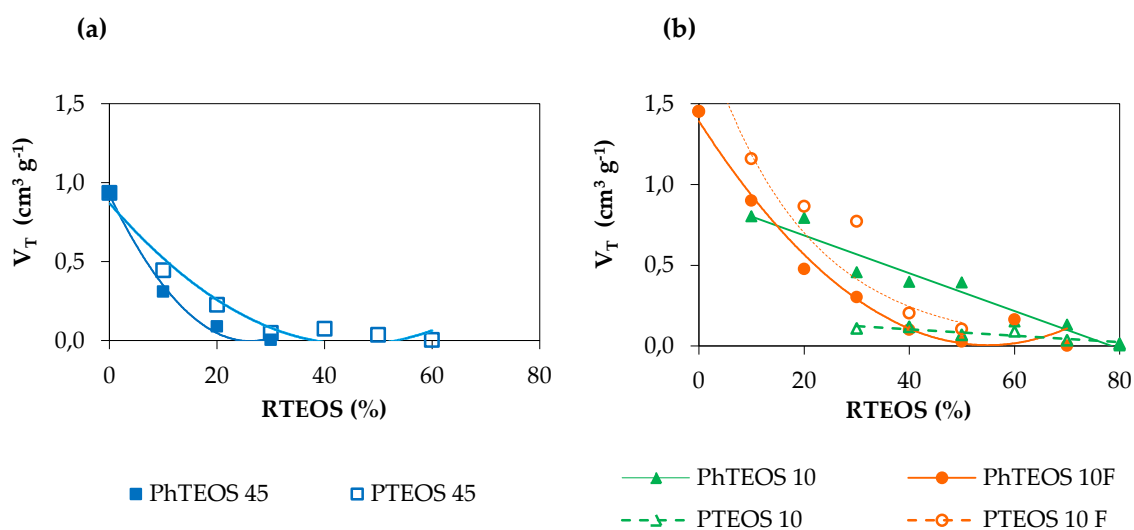 (a)
1,5
1,0
0,5
0,0
V_T (cm³ g⁻¹)
0 20 40 60 80
RTEOS (%)
PhTEOS 45 PTEOS 45
(b)
1,5
1,0
0,5
0,0
V_T (cm³ g⁻¹)
0 20 40 60 80
RTEOS (%)
PhTEOS 10 PhTEOS 10F
PTEOS 10 PTEOS 10 F